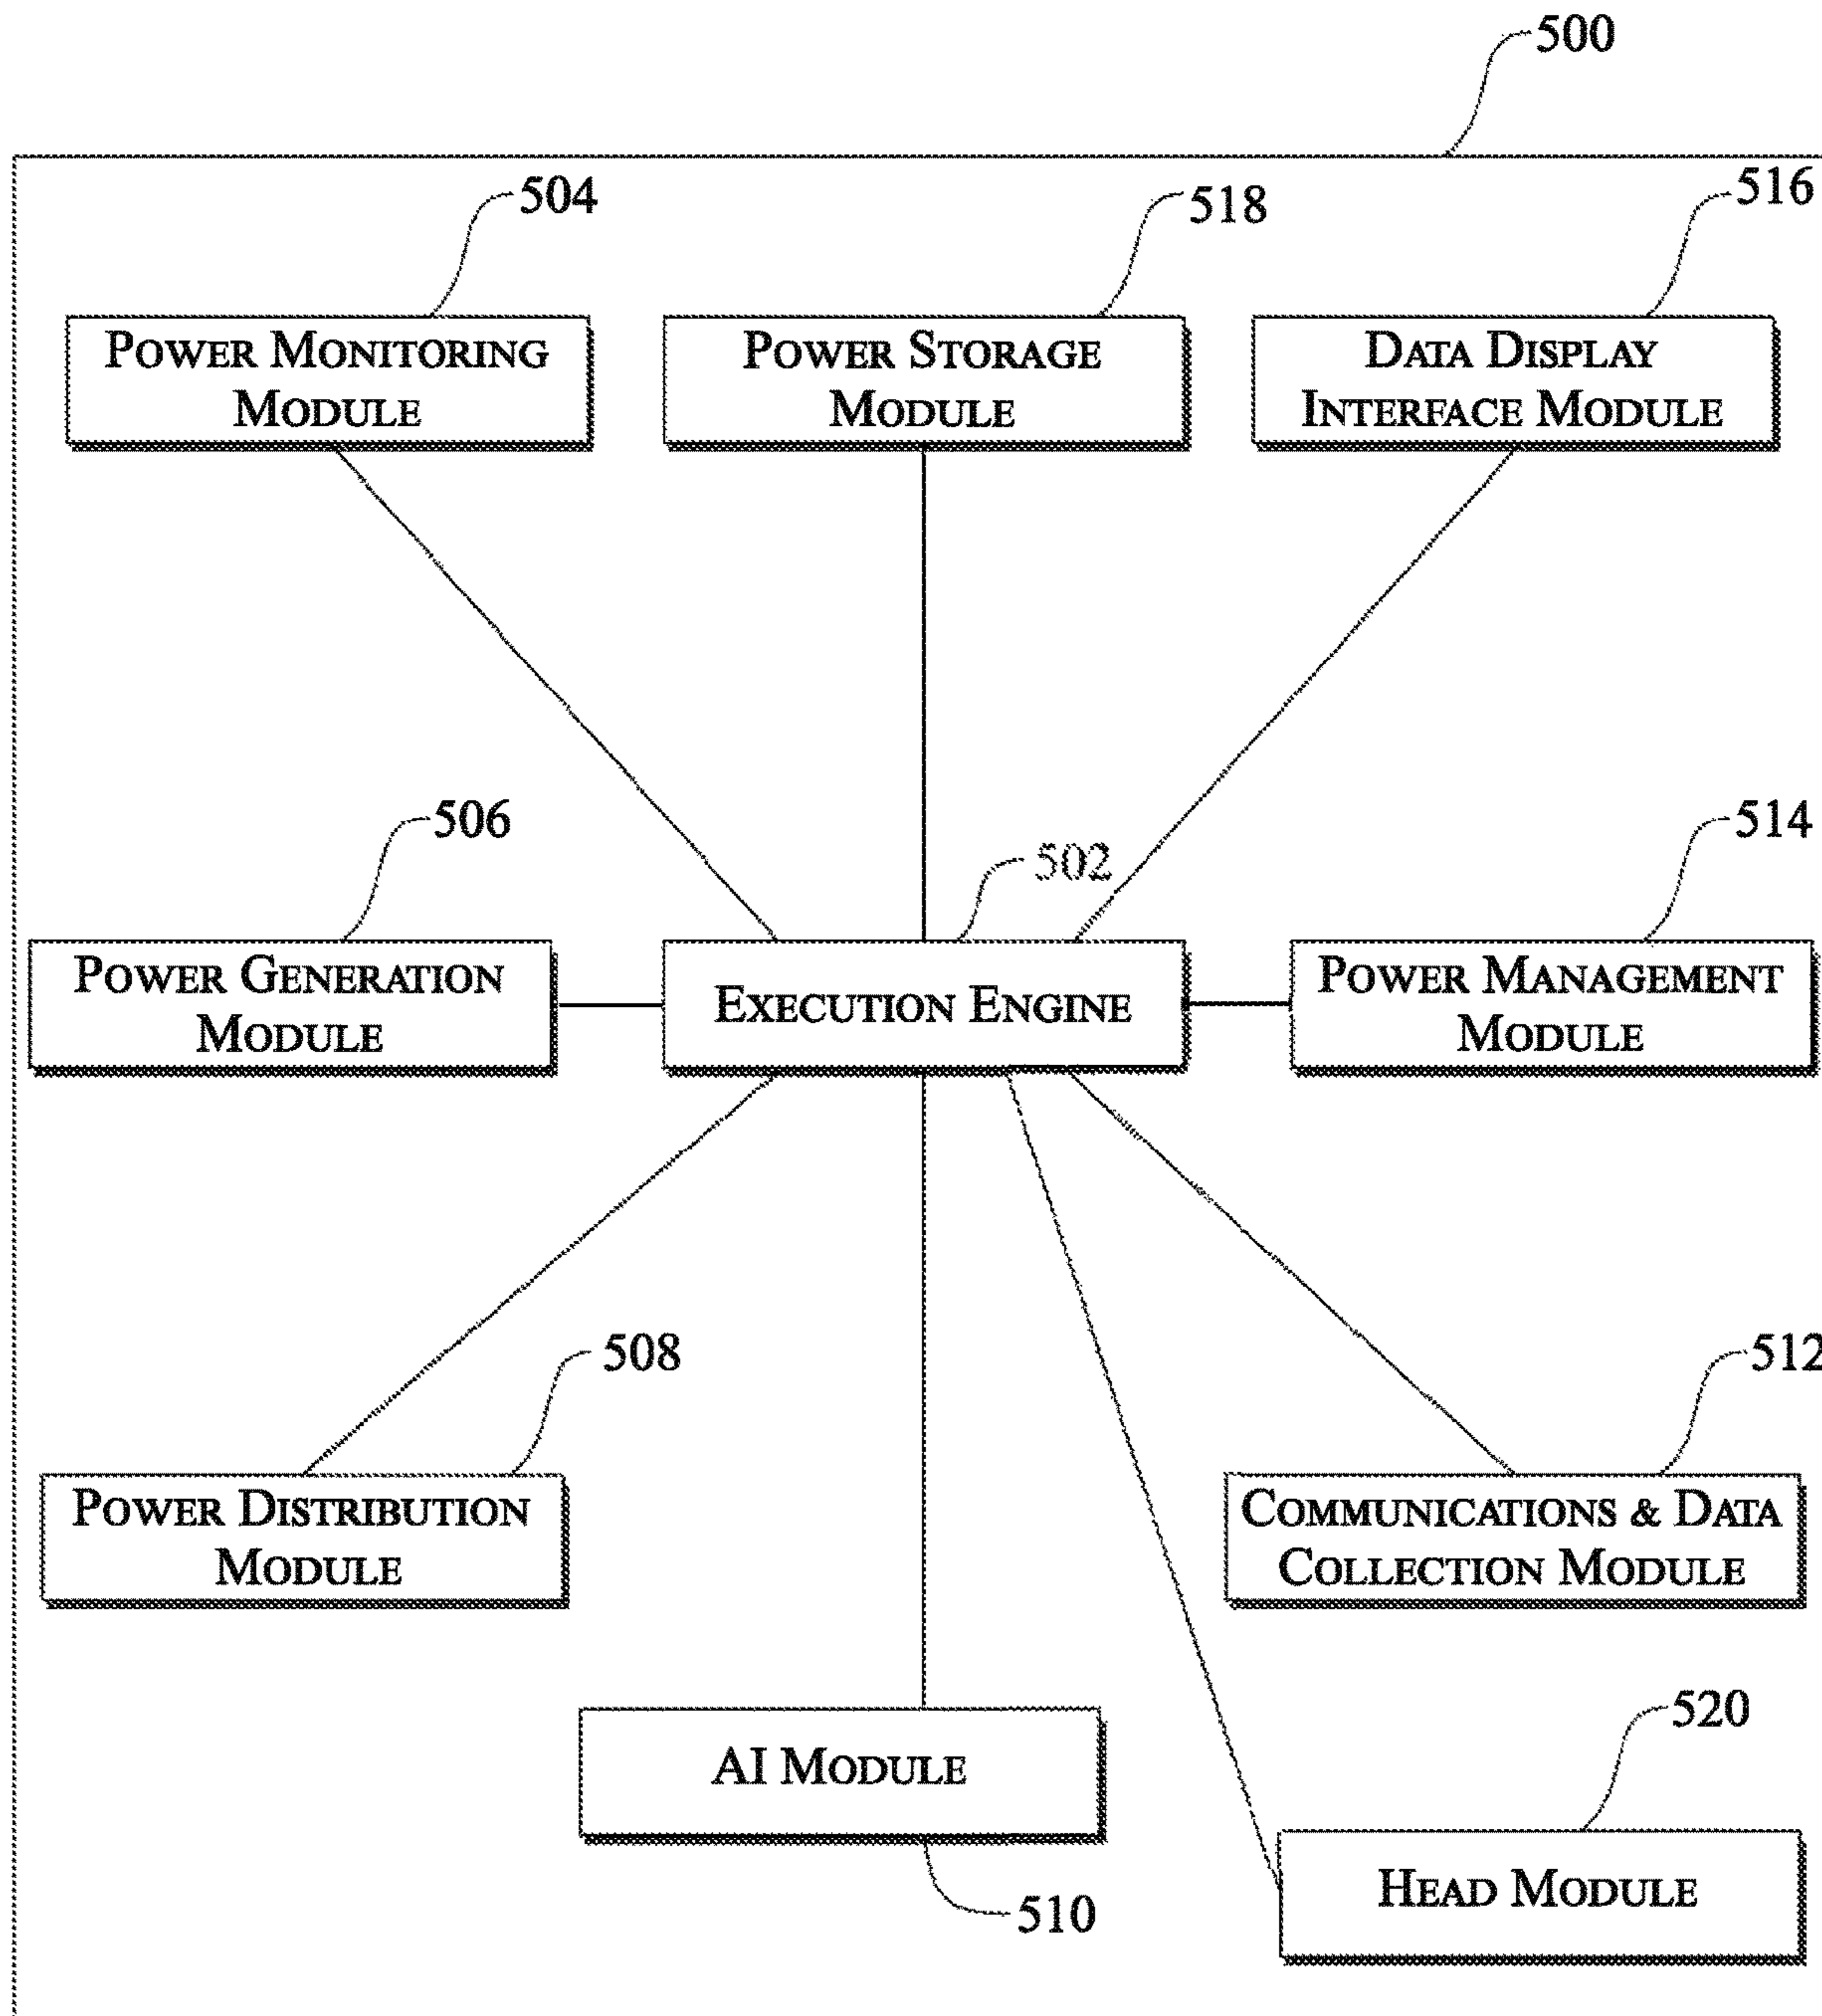 500
504
518
516
POWER MONITORING
MODULE
POWER STORAGE
MODULE
DATA DISPLAY
INTERFACE MODULE
506
502
514
POWER GENERATION
MODULE
EXECUTION ENGINE
POWER MANAGEMENT
MODULE
508
512
POWER DISTRIBUTION
MODULE
COMMUNICATIONS & DATA
COLLECTION MODULE
AI MODULE
520
510
HEAD MODULE